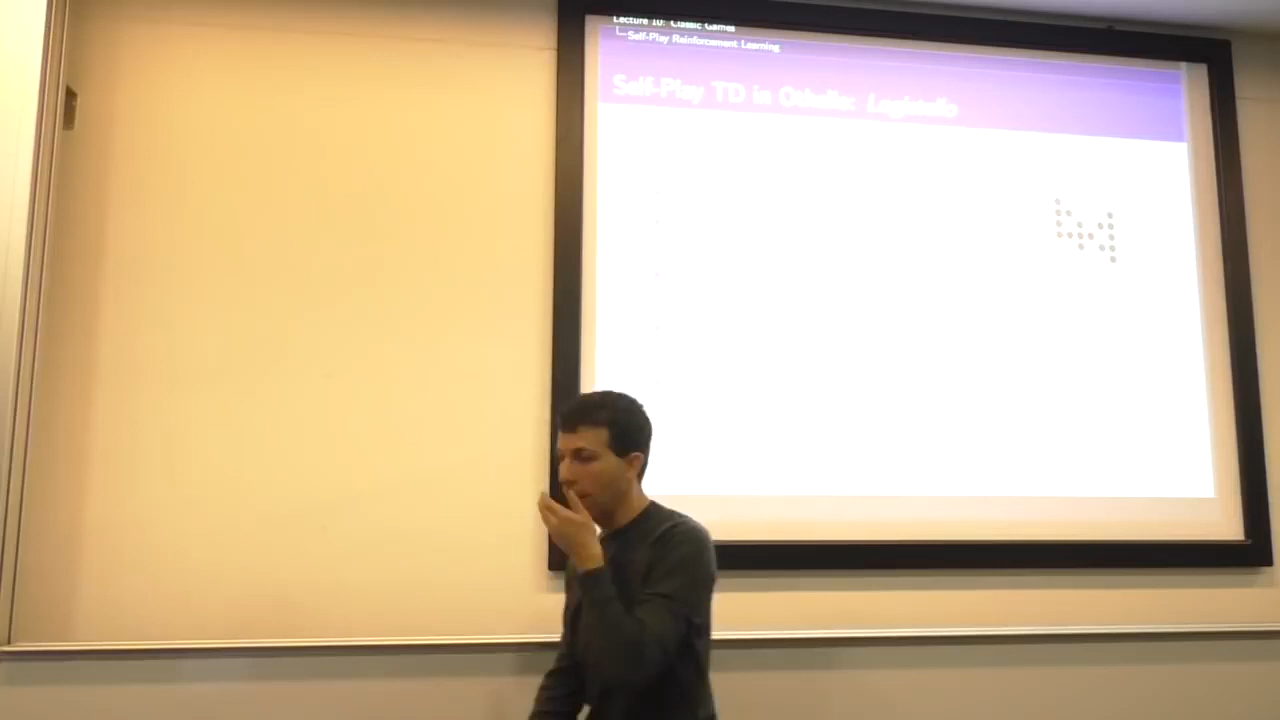 Lecture 10: Classic Games
Self-Play Reinforcement Learning
Self-Play TD in Othello: Logistello